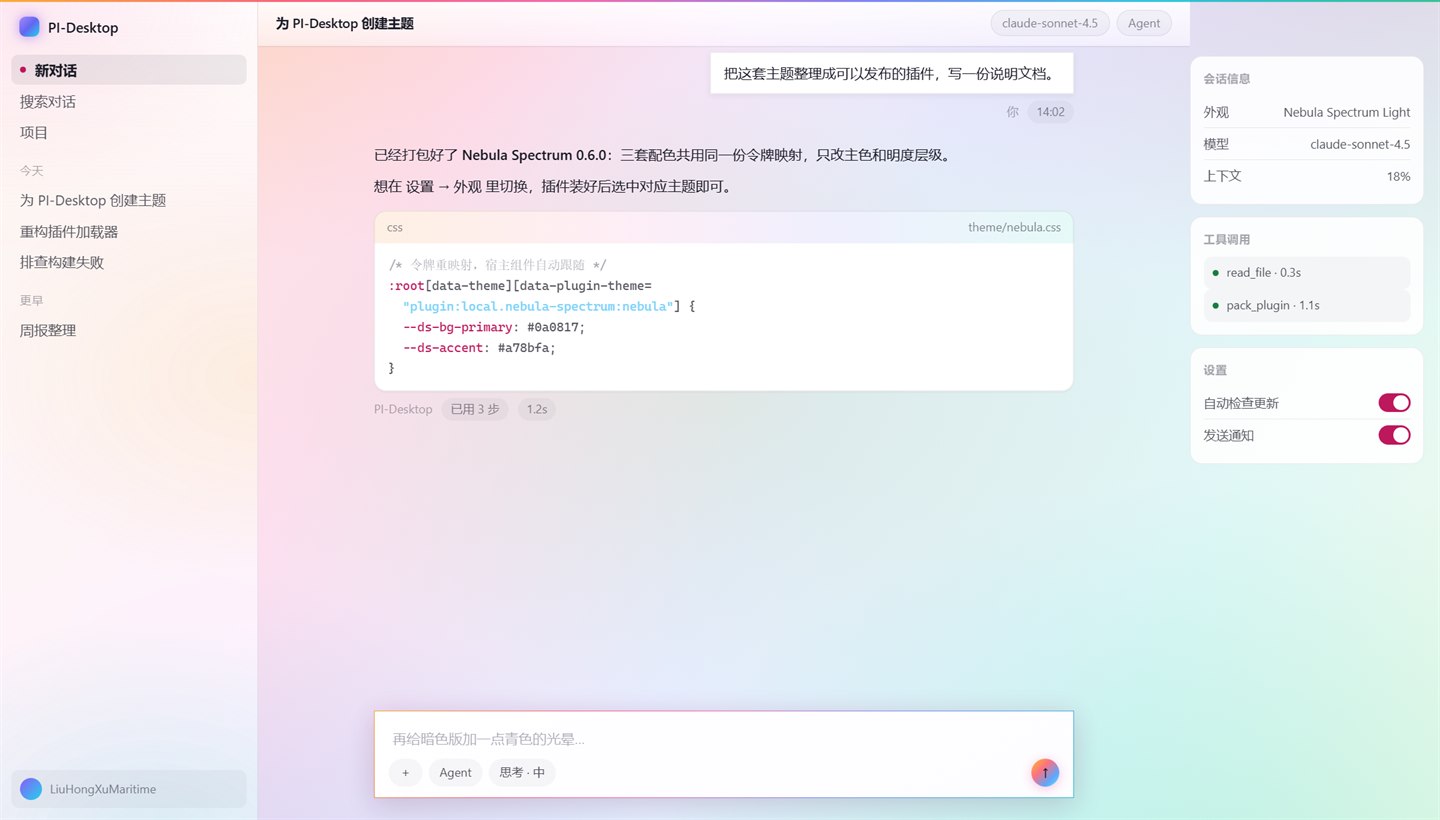 PI-Desktop
新对话
搜索对话
项目
今天
为 PI-Desktop 创建主题
重构插件加载器
排查构建失败
更早
周报整理
LiuHongXuMaritime
为 PI-Desktop 创建主题
claude-sonnet-4.5
Agent
把这套主题整理成可以发布的插件，写一份说明文档。
你 14:02
已经打包好了 Nebula Spectrum 0.6.0：三套配色共用同一份令牌映射，只改主色和明度层级。
想在 设置 → 外观 里切换，插件装好后选中对应主题即可。
css theme/nebula.css
/* 令牌重映射，宿主组件自动跟随 */
:root[data-theme][data-plugin-theme=
"plugin:local.nebula-spectrum:nebula"] {
--ds-bg-primary: #0a0817;
--ds-accent: #a78bfa;
}
PI-Desktop 已用 3 步 1.2s
再给暗色版加一点青色的光晕...
+ Agent 思考 · 中 ↑
会话信息
外观 Nebula Spectrum Light
模型 claude-sonnet-4.5
上下文 18%
工具调用
read_file · 0.3s
pack_plugin · 1.1s
设置
自动检查更新
发送通知